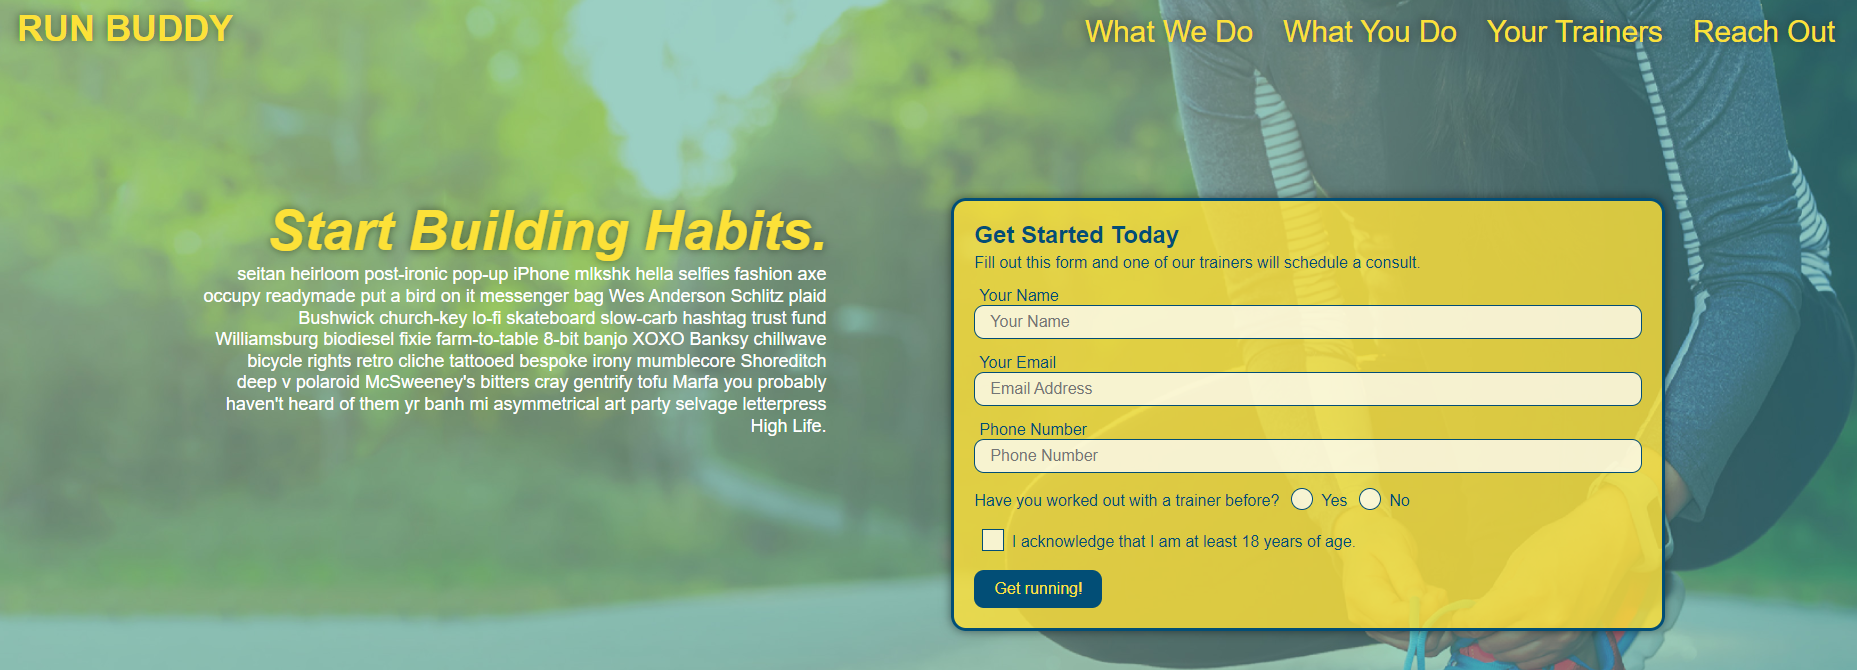 RUN BUDDY
What We Do What You Do Your Trainers Reach Out
Start Building Habits.
seitan heirloom post-ironic pop-up iPhone mlkshk hella selfies fashion axe
occupy readymade put a bird on it messenger bag Wes Anderson Schlitz plaid
Bushwick church-key lo-fi skateboard slow-carb hashtag trust fund
Williamsburg biodiesel fixie farm-to-table 8-bit banjo XOXO Banksy chillwave
bicycle rights retro cliche tattooed bespoke irony mumblecore Shoreditch
deep v polaroid McSweeney's bitters cray gentrify tofu Marfa you probably
haven't heard of them yr banh mi asymmetrical art party selvage letterpress
High Life.
Get Started Today
Fill out this form and one of our trainers will schedule a consult.
Your Name
Your Name
Your Email
Email Address
Phone Number
Phone Number
Have you worked out with a trainer before? Yes No
I acknowledge that I am at least 18 years of age.
Get running!